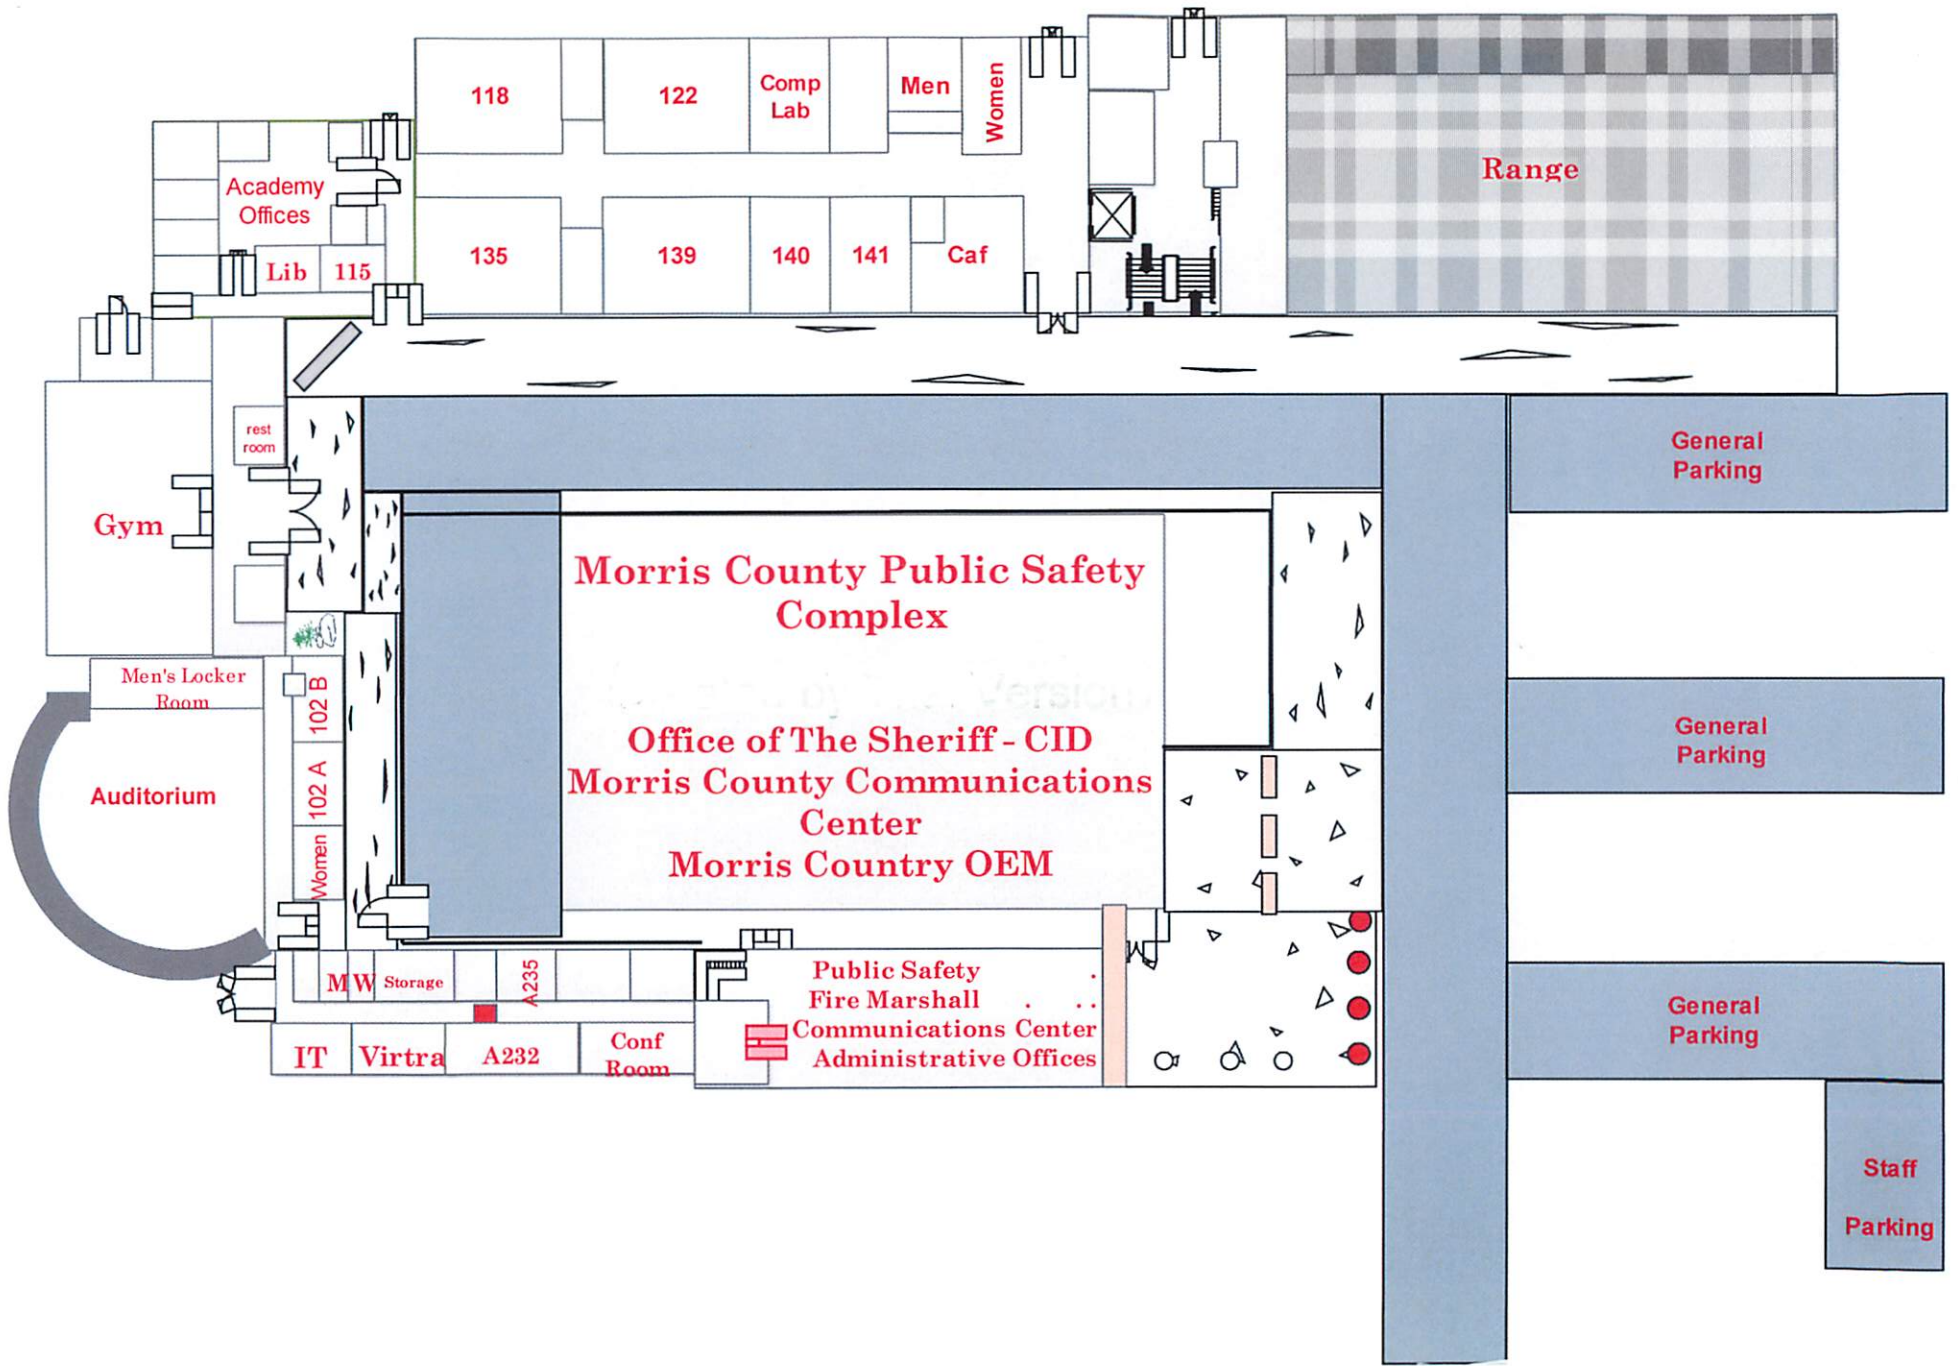 118
122
Comp
Lab
Men
Women
Range
Academy
Offices
Lib
115
135
139
140
141
Caf
rest
room
General
Parking
Gym
Morris County Public Safety
Complex
Men's Locker
Room
102 B
Office of The Sheriff - CID
Morris County Communications
Center
Morris Country OEM
General
Parking
Auditorium
102 A
Women
M W
Storage
A235
Public Safety .
Fire Marshall . . .
Communications Center
Administrative Offices
IT
Virtra
A232
Conf
Room
General
Parking
Staff
Parking